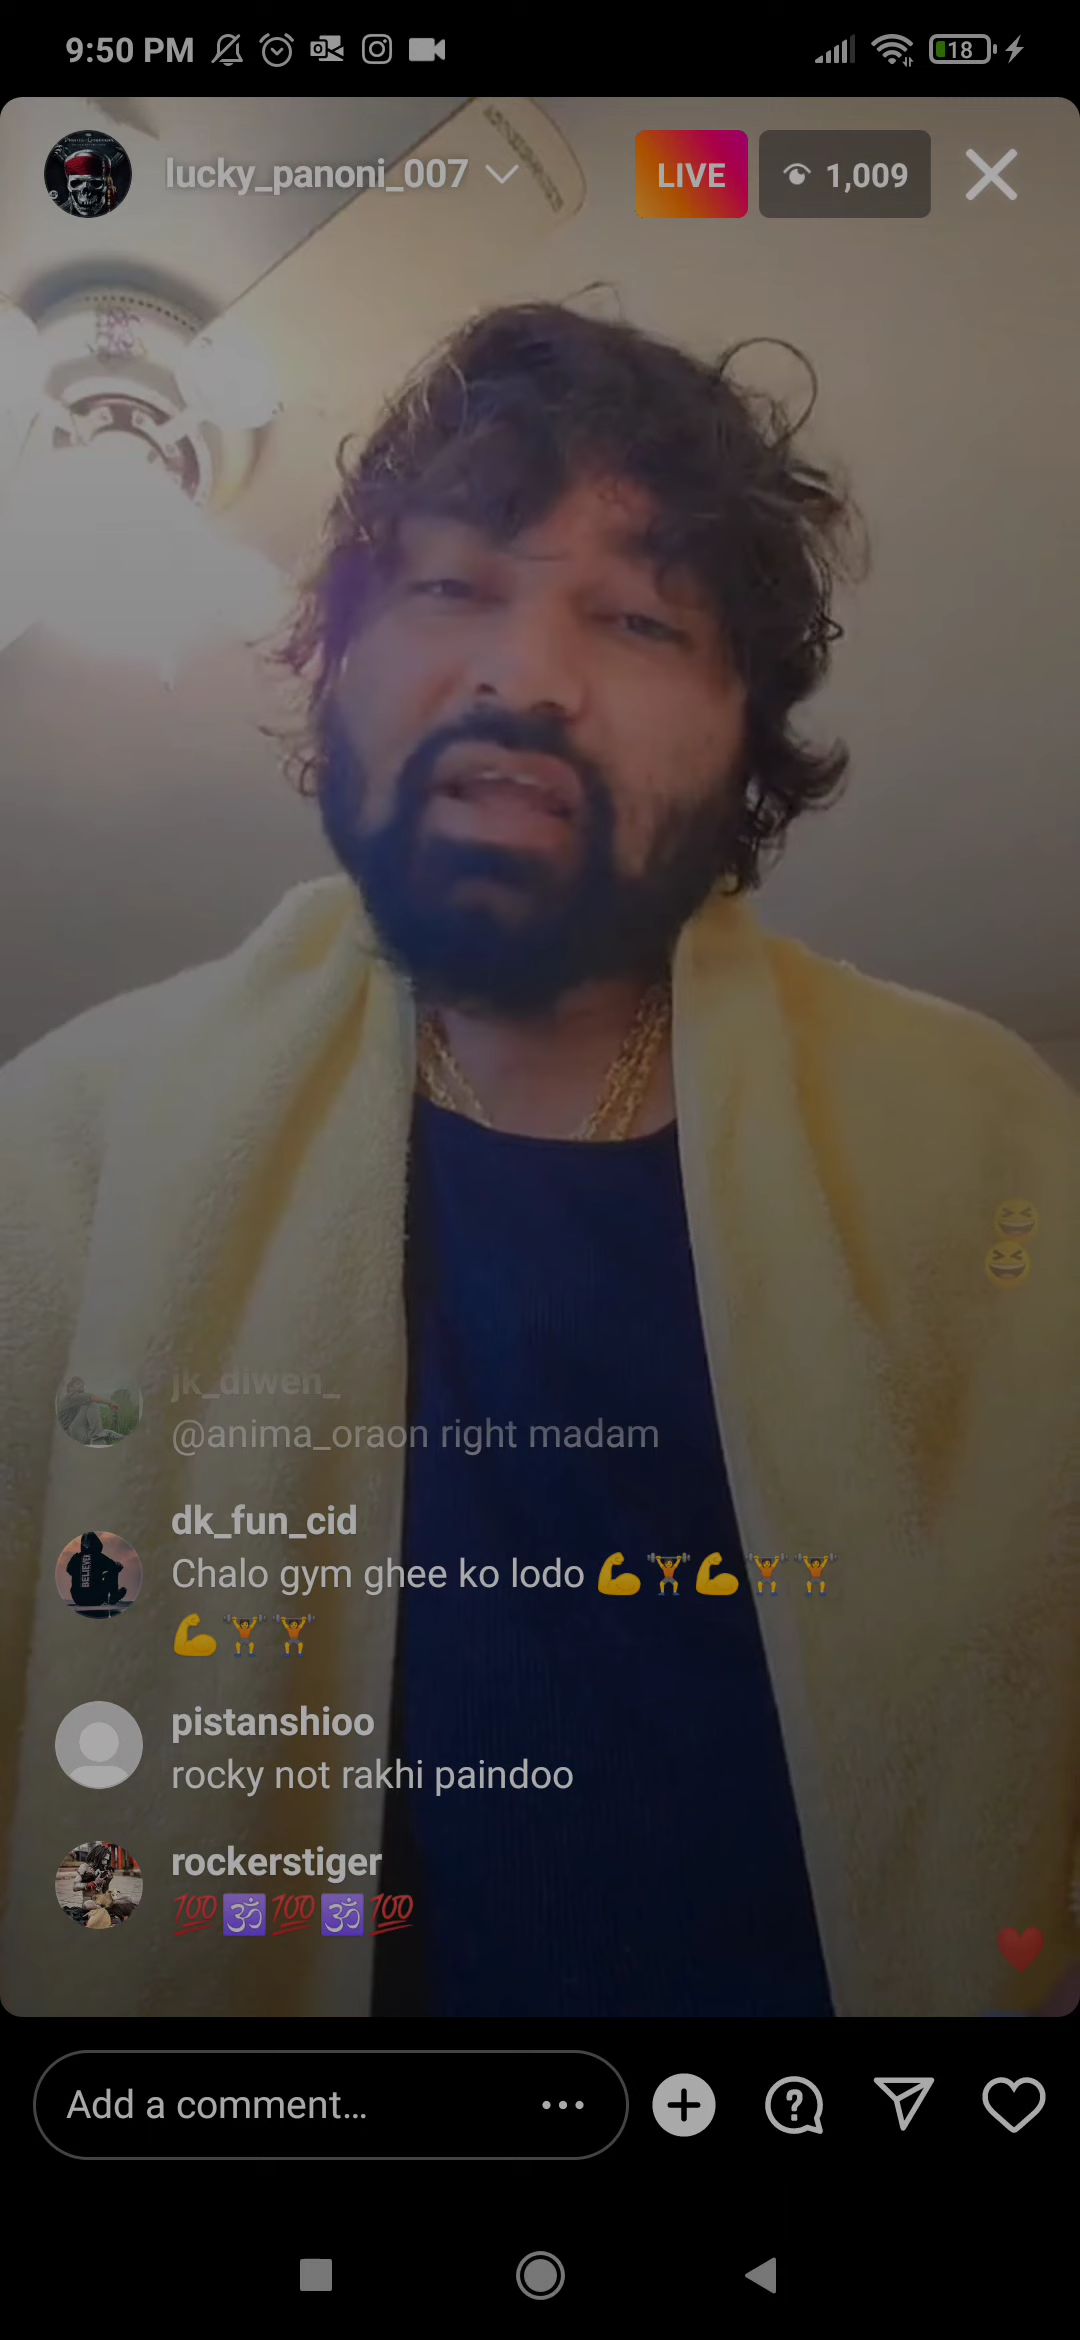 9:50 PM
18
lucky_panoni_007
LIVE
1,009
jk_diwen_
@anima_oraon right madam
dk_fun_cid
Chalo gym ghee ko lodo 💪🏋️💪🏋️🏋️
💪🏋️🏋️
pistanshioo
rocky not rakhi paindoo
rockerstiger
💯🕉️💯🕉️💯
Add a comment...